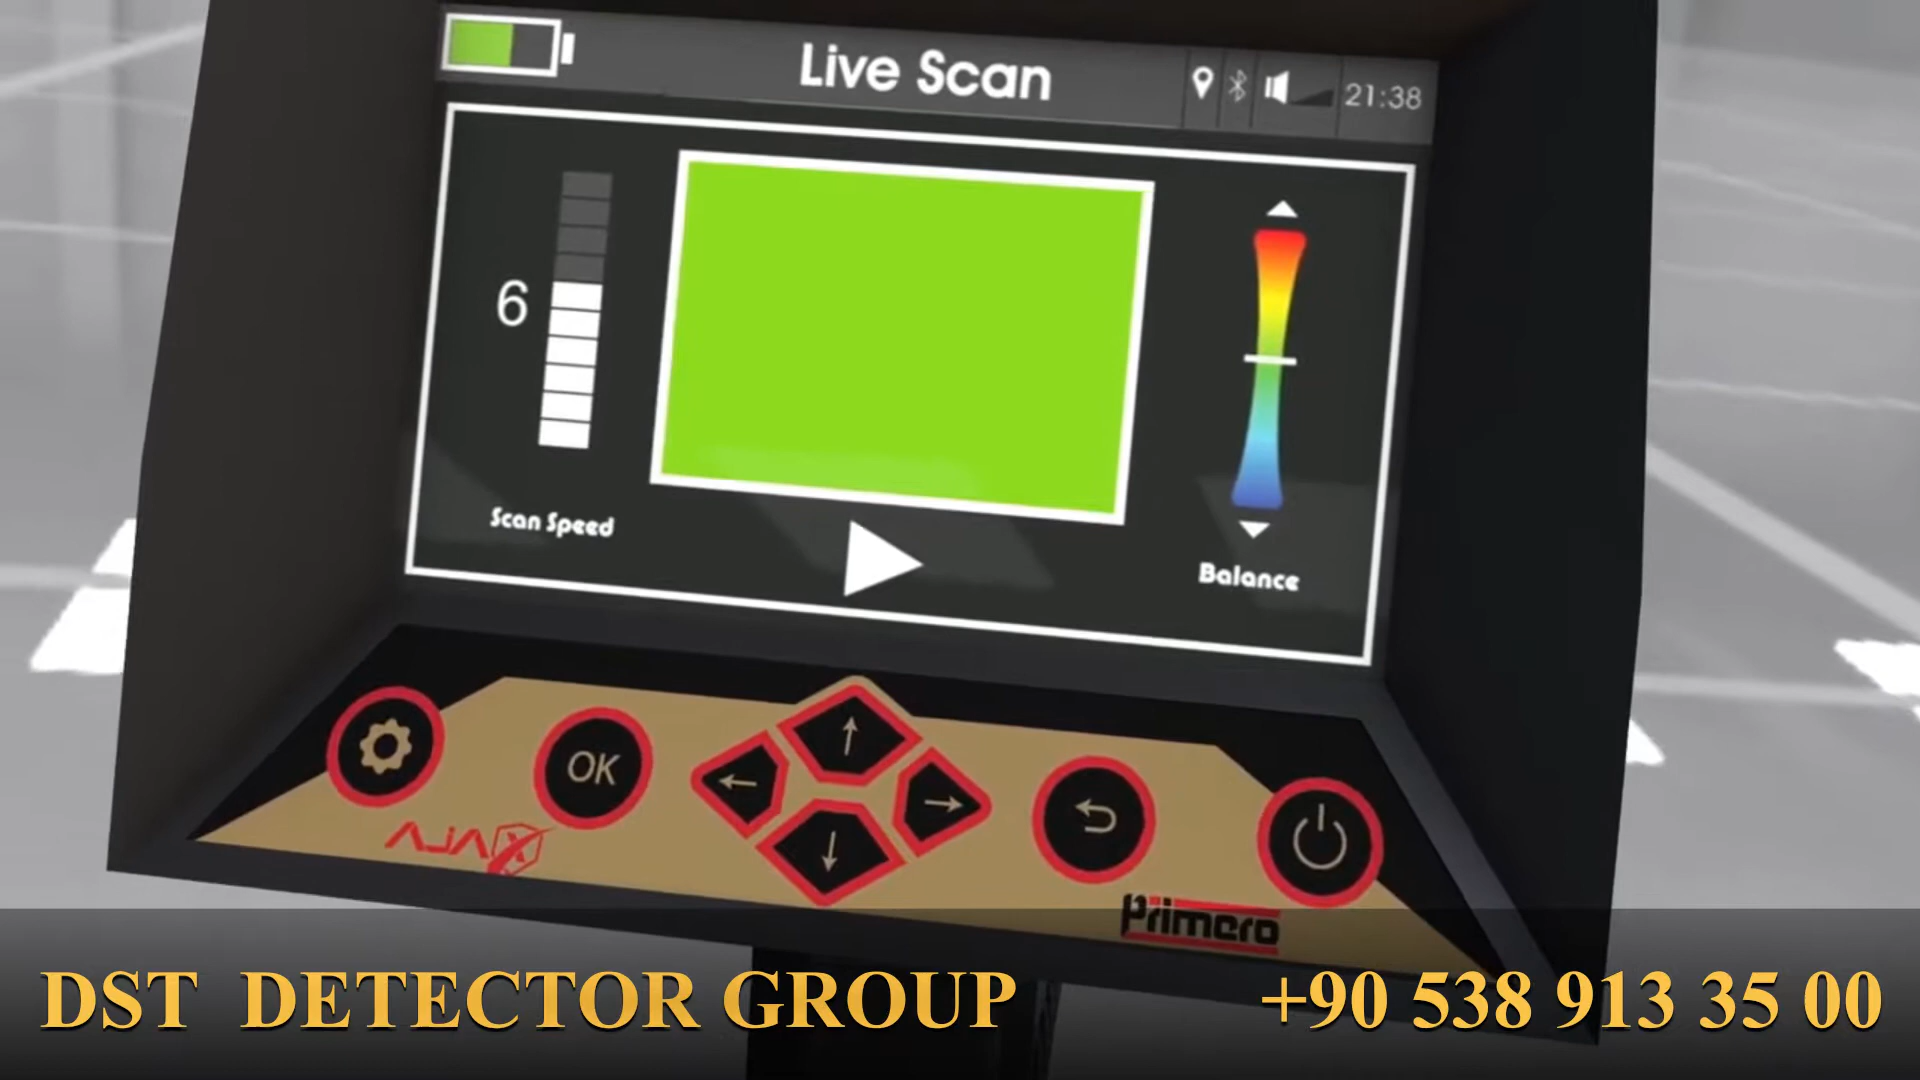 Live Scan
21:38
6
Scan Speed
Balance
OK
AJAX
Primero
DST DETECTOR GROUP
+90 538 913 35 00